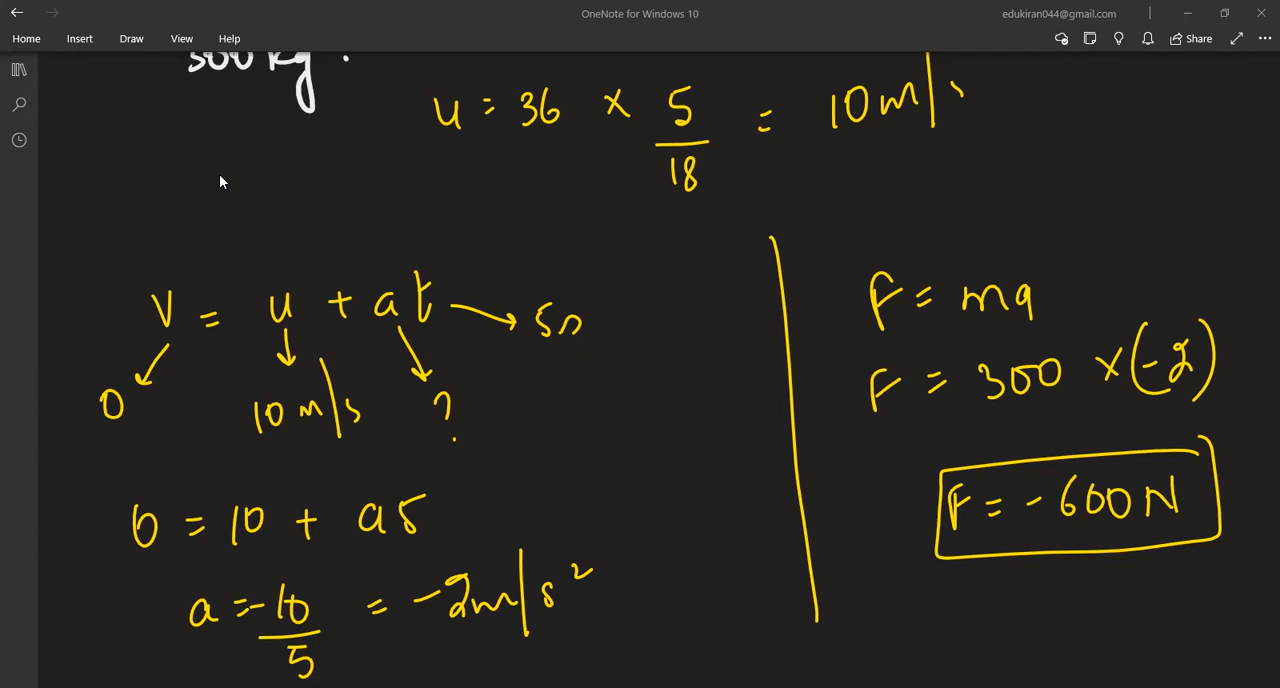 OneNote for Windows 10
edukiran044@gmail.com
Home Insert Draw View Help
Share
300 kg.
u = 36 × 5/18 = 10 m/s
v = u + at → 5s
0
10 m/s
?
0 = 10 + a5
a = -10/5 = -2 m/s²
F = ma
F = 300 × (-2)
F = - 600 N